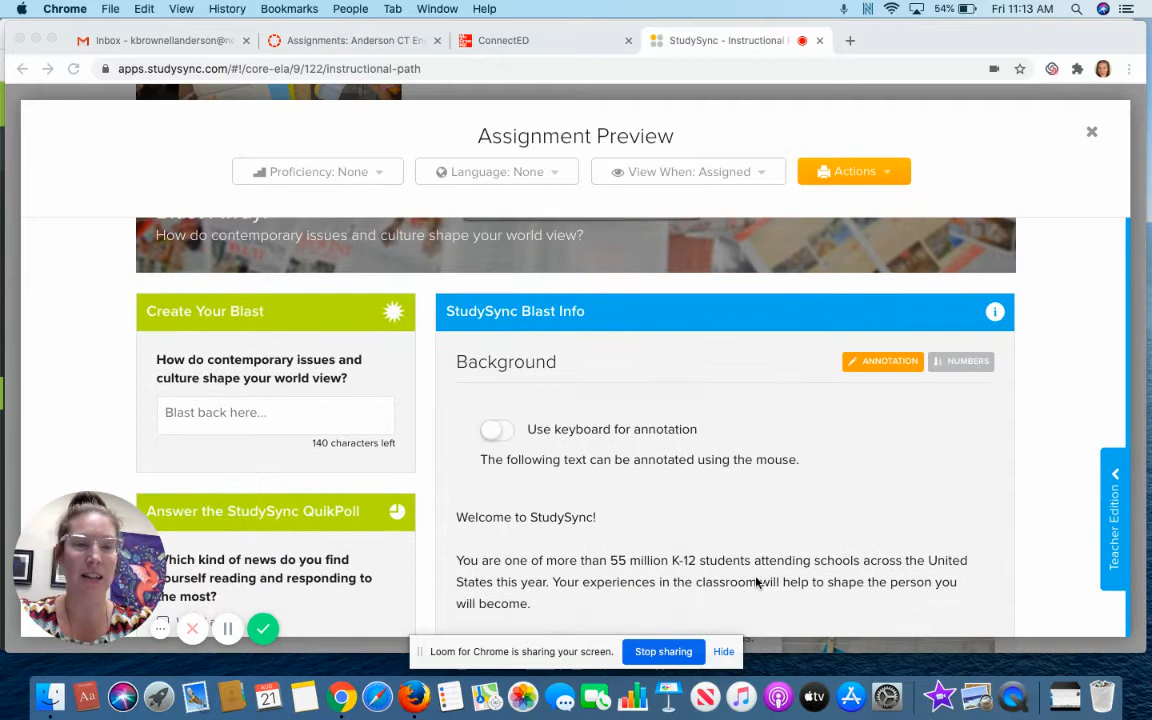 Chrome File Edit View History Bookmarks People Tab Window Help 54% Fri 11:13 AM
Inbox - kbrownellanderson@nc Assignments: Anderson CT En ConnectED StudySync - Instructional
apps.studysync.com/#!/core-ela/9/122/instructional-path
Assignment Preview
Proficiency: None Language: None View When: Assigned Actions
How do contemporary issues and culture shape your world view?
Create Your Blast
How do contemporary issues and
culture shape your world view?
Blast back here...
140 characters left
Answer the StudySync QuikPoll
Which kind of news do you find
yourself reading and responding to
the most?
StudySync Blast Info
Background
ANNOTATION NUMBERS
Use keyboard for annotation
The following text can be annotated using the mouse.
Welcome to StudySync!
You are one of more than 55 million K-12 students attending schools across the United
States this year. Your experiences in the classroom will help to shape the person you
will become.
Teacher Edition
Loom for Chrome is sharing your screen. Stop sharing Hide
AUG
21
tv